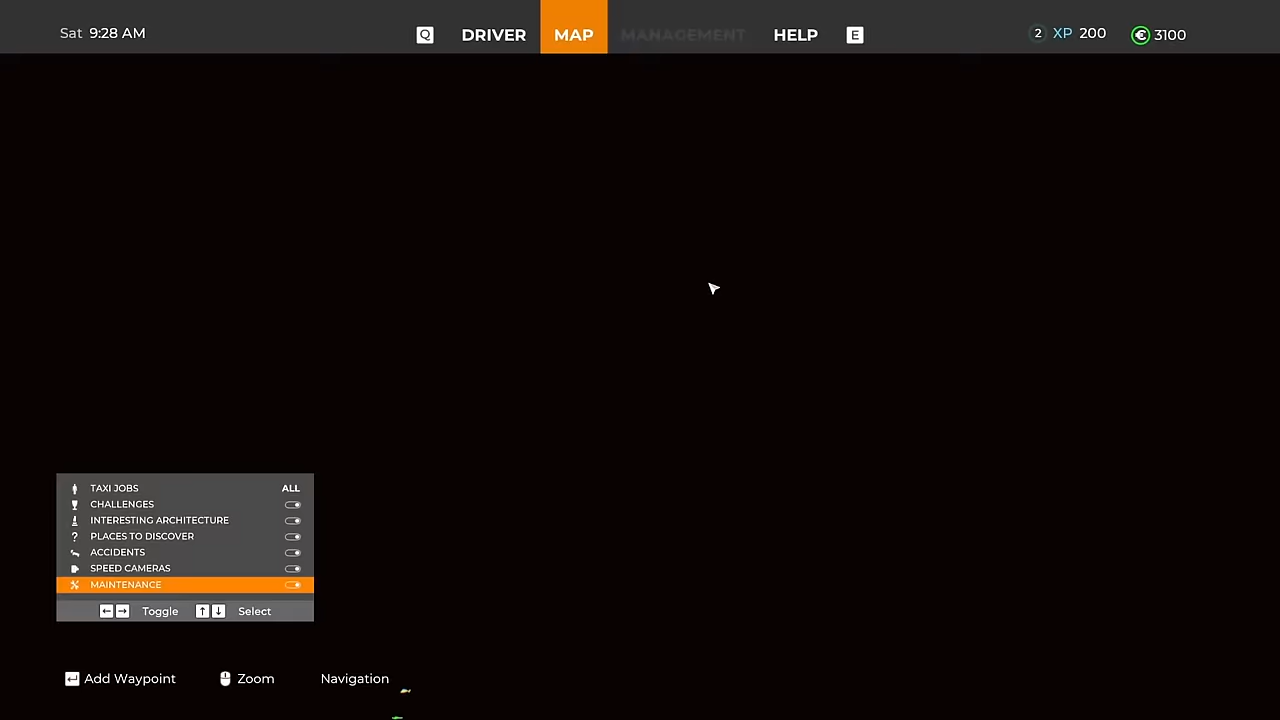 Sat 9:28 AM
Q DRIVER MAP MANAGEMENT HELP E
2 XP 200 € 3100
TAXI JOBS ALL
CHALLENGES
INTERESTING ARCHITECTURE
? PLACES TO DISCOVER
ACCIDENTS
SPEED CAMERAS
MAINTENANCE
←→ Toggle ↑↓ Select
Add Waypoint Zoom Navigation